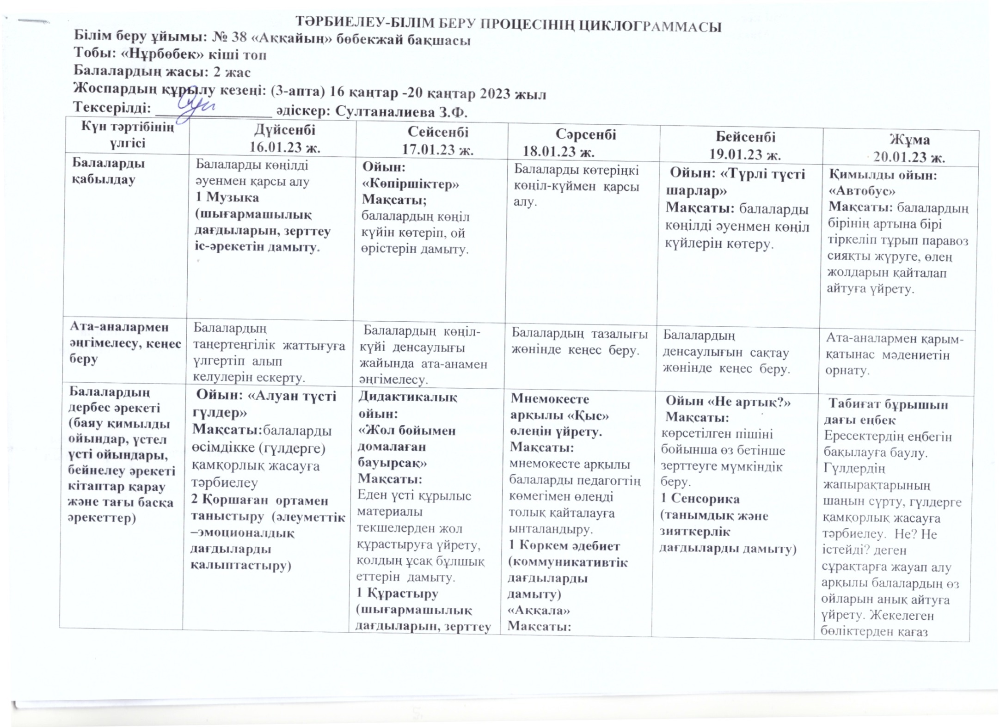 ТӘРБИЕЛЕУ-БІЛІМ БЕРУ ПРОЦЕСІНІҢ ЦИКЛОГРАММАСЫ
Білім беру ұйымы: № 38 «Аққайың» бөбекжай бақшасы
Тобы: «Нұрбөбек» кіші топ
Балалардың жасы: 2 жас
Жоспардың құрылу кезеңі: (3-апта) 16 қаңтар -20 қаңтар 2023 жыл
Тексерілді: әдіскер: Султаналиева З.Ф.
Күн тәртібінің
үлгісі
Дүйсенбі
16.01.23 ж.
Сейсенбі
17.01.23 ж.
Сәрсенбі
18.01.23 ж.
Бейсенбі
19.01.23 ж.
Жұма
20.01.23 ж.
Балаларды
қабылдау
Балаларды көңілді
әуенмен қарсы алу
1 Музыка
(шығармашылық
дағдыларын, зерттеу
іс-әрекетін дамыту.
Ойын:
«Көпіршіктер»
Мақсаты;
балалардың көңіл
күйін көтеріп, ой
өрістерін дамыту.
Балаларды көтеріңкі
көңіл-күймен қарсы
алу.
Ойын: «Түрлі түсті
шарлар»
Мақсаты: балаларды
көңілді әуенмен көңіл
күйлерін көтеру.
Қимылды ойын:
«Автобус»
Мақсаты: балалардың
бірінің артына бірі
тіркеліп тұрып паравоз
сияқты жүруге, өлең
жолдарын қайталап
айтуға үйрету.
Ата-аналармен
әңгімелесу, кеңес
беру
Балалардың
таңертеңгілік жаттығуға
үлгертіп алып
келулерін ескерту.
Балалардың көңіл-
күйі денсаулығы
жайында ата-анамен
әңгімелесу.
Балалардың тазалығы
жөнінде кеңес беру.
Балалардың
денсаулығын сақтау
жөнінде кеңес беру.
Ата-аналармен қарым-
қатынас мәдениетін
орнату.
Балалардың
дербес әрекеті
(баяу қимылды
ойындар, үстел
үсті ойындары,
бейнелеу әрекеті
кітаптар қарау
және тағы басқа
әрекеттер)
Ойын: «Алуан түсті
гүлдер»
Мақсаты:балаларды
өсімдікке (гүлдерге)
қамқорлық жасауға
тәрбиелеу
2 Қоршаған ортамен
таныстыру (әлеуметтік
–эмоционалдық
дағдыларды
қалыптастыру)
Дидактикалық
ойын:
«Жол бойымен
домалаған
бауырсақ»
Мақсаты:
Еден үсті құрылыс
материалы
текшелерден жол
құрастыруға үйрету,
қолдың ұсақ бұлшық
еттерін дамыту.
1 Құрастыру
(шығармашылық
дағдыларын, зерттеу
Мнемокесте
арқылы «Қыс»
өлеңін үйрету.
Мақсаты:
мнемокесте арқылы
балаларды педагогтің
көмегімен өлеңді
толық қайталауға
ынталандыру.
1 Көркем әдебиет
(коммуникативтік
дағдыларды
дамыту)
«Аққала»
Мақсаты:
Ойын «Не артық?»
Мақсаты:
көрсетілген пішіні
бойынша өз бетінше
зерттеуге мүмкіндік
беру.
1 Сенсорика
(танымдық және
зияткерлік
дағдыларды дамыту)
Табиғат бұрышын
дағы еңбек
Ересектердің еңбегін
бақылауға баулу.
Гүлдердің
жапырақтарының
шаңын сүрту, гүлдерге
қамқорлық жасауға
тәрбиелеу. Не? Не
істейді? деген
сұрақтарға жауап алу
арқылы балалардың өз
ойларын анық айтуға
үйрету. Жекелеген
бөліктерден қағаз